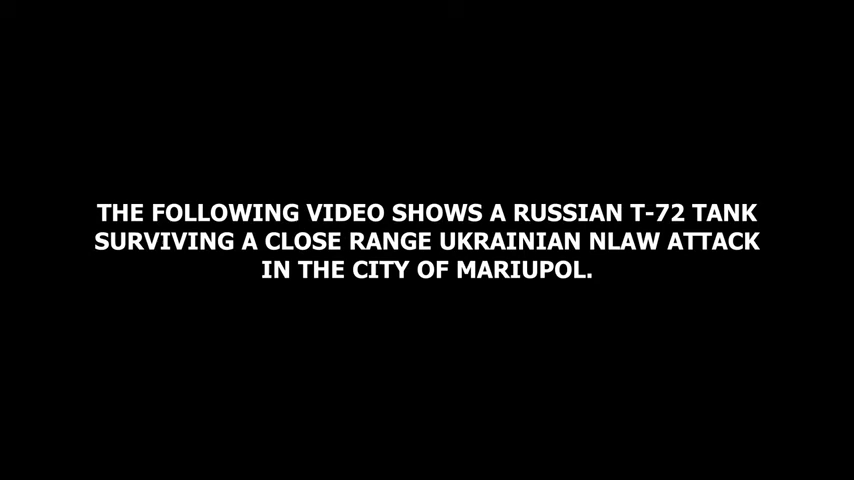 THE FOLLOWING VIDEO SHOWS A RUSSIAN T-72 TANK
SURVIVING A CLOSE RANGE UKRAINIAN NLAW ATTACK
IN THE CITY OF MARIUPOL.